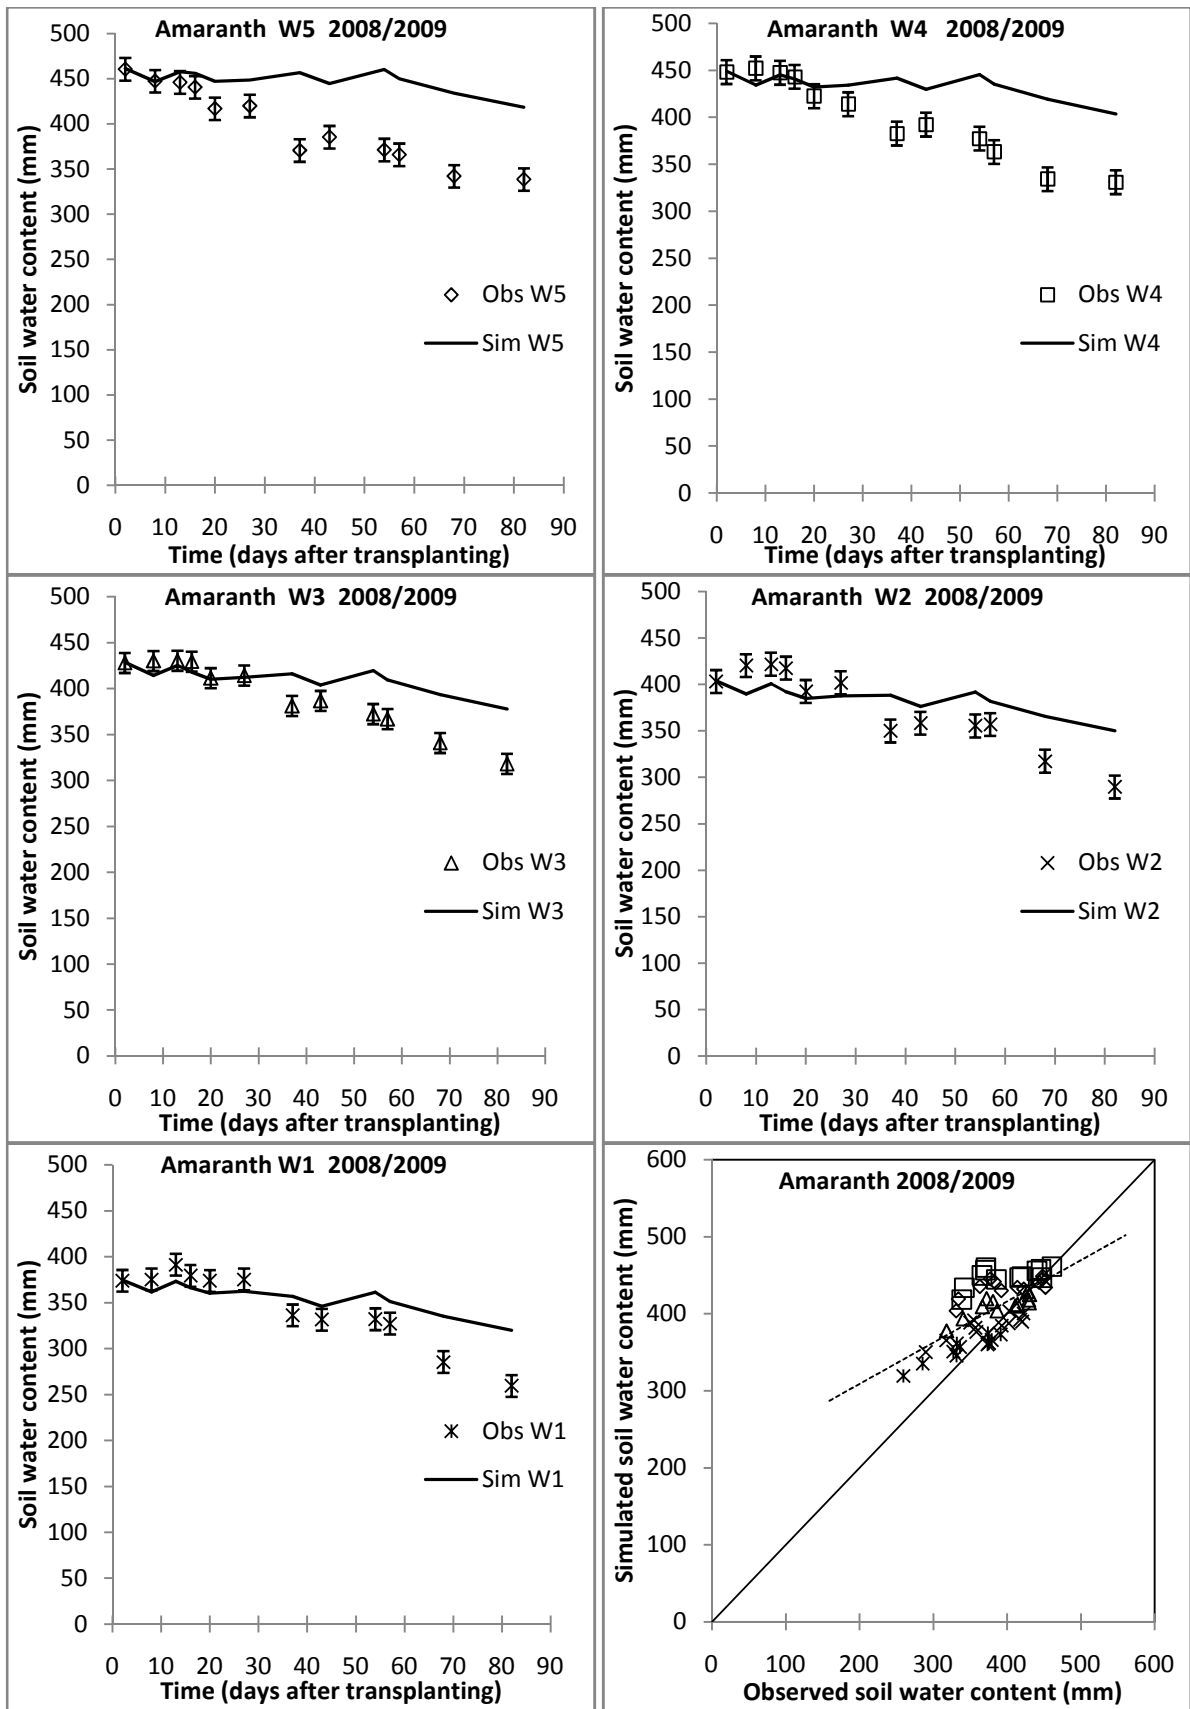 Amaranth W5 2008/2009
Soil water content (mm)
500
450
400
350
300
250
200
150
100
50
0
Obs W5
Sim W5
0 10 20 30 40 50 60 70 80 90
Time (days after transplanting)
Amaranth W4 2008/2009
Soil water content (mm)
500
450
400
350
300
250
200
150
100
50
0
Obs W4
Sim W4
0 10 20 30 40 50 60 70 80 90
Time (days after transplanting)
Amaranth W3 2008/2009
Soil water content (mm)
500
450
400
350
300
250
200
150
100
50
0
Obs W3
Sim W3
0 10 20 30 40 50 60 70 80 90
Time (days after transplanting)
Amaranth W2 2008/2009
Soil water content (mm)
500
450
400
350
300
250
200
150
100
50
0
Obs W2
Sim W2
0 10 20 30 40 50 60 70 80 90
Time (days after transplanting)
Amaranth W1 2008/2009
Soil water content (mm)
500
450
400
350
300
250
200
150
100
50
0
Obs W1
Sim W1
0 10 20 30 40 50 60 70 80 90
Time (days after transplanting)
Amaranth 2008/2009
Simulated soil water content (mm)
600
500
400
300
200
100
0
0 100 200 300 400 500 600
Observed soil water content (mm)